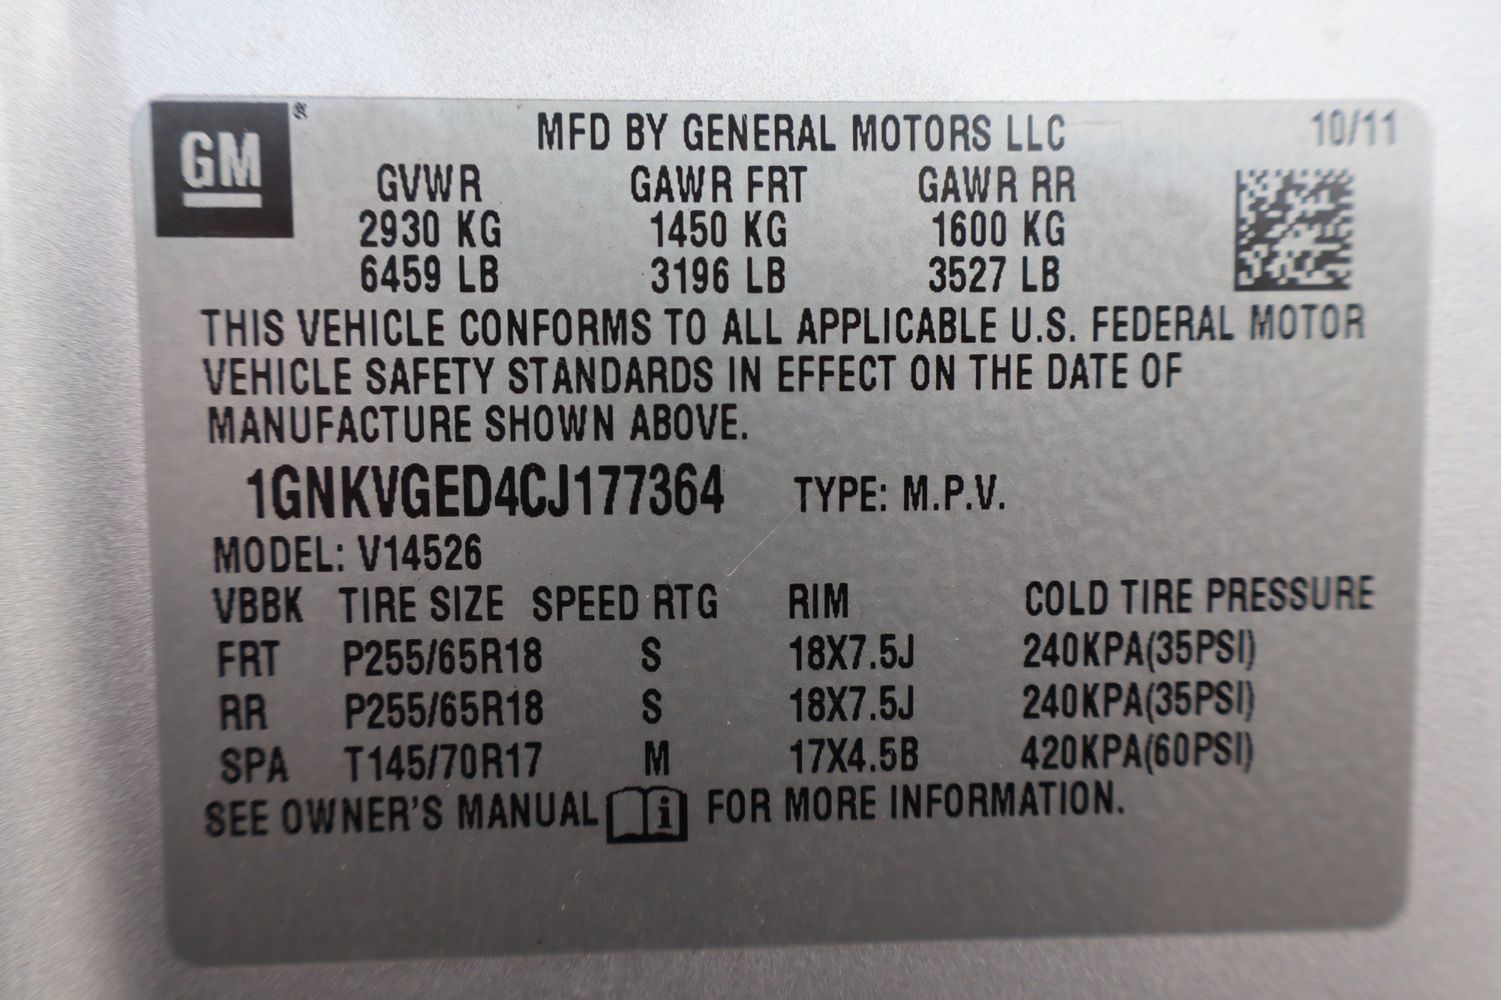 GM
MFD BY GENERAL MOTORS LLC 10/11
GVWR GAWR FRT GAWR RR
2930 KG 1450 KG 1600 KG
6459 LB 3196 LB 3527 LB
THIS VEHICLE CONFORMS TO ALL APPLICABLE U.S. FEDERAL MOTOR
VEHICLE SAFETY STANDARDS IN EFFECT ON THE DATE OF
MANUFACTURE SHOWN ABOVE.
1GNKVGED4CJ177364 TYPE: M.P.V.
MODEL: V14526
VBBK TIRE SIZE SPEED RTG RIM COLD TIRE PRESSURE
FRT P255/65R18 S 18X7.5J 240KPA(35PSI)
RR P255/65R18 S 18X7.5J 240KPA(35PSI)
SPA T145/70R17 M 17X4.5B 420KPA(60PSI)
SEE OWNER'S MANUAL i FOR MORE INFORMATION.